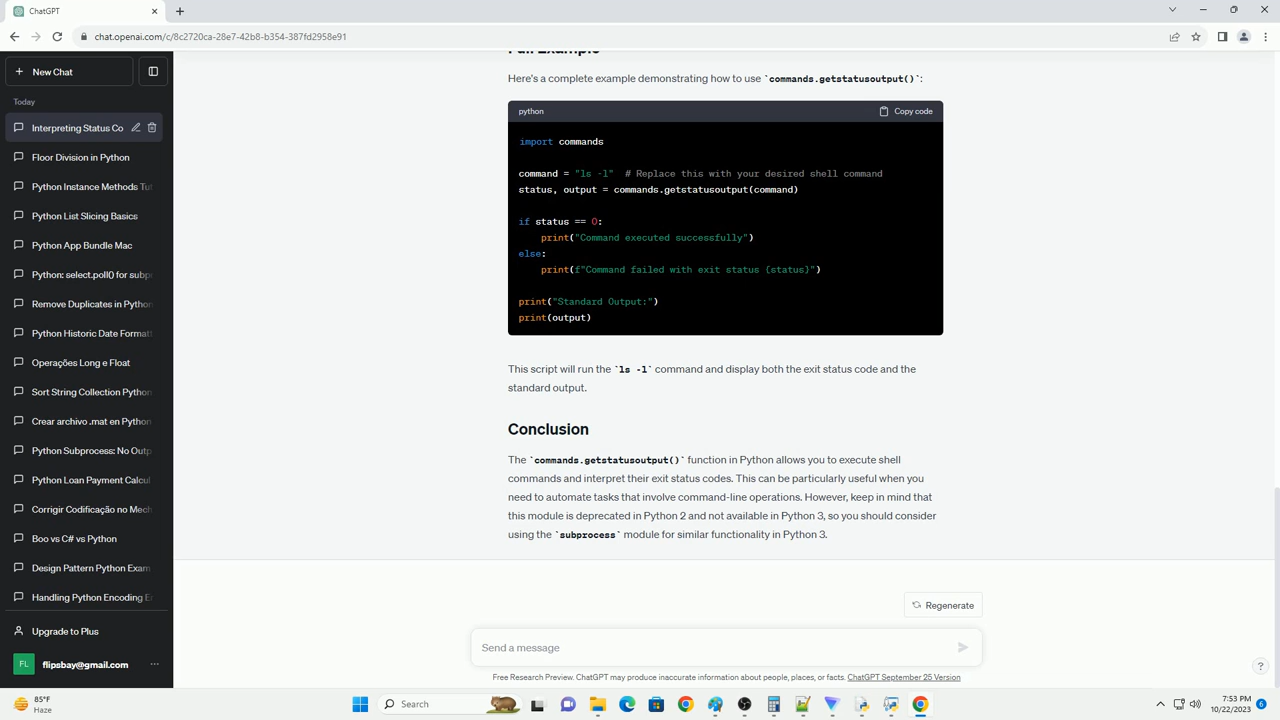 ChatGPT
chat.openai.com/c/8c2720ca-28e7-42b8-b354-387fd2958e91
New Chat
Today
Interpreting Status Co
Floor Division in Python
Python Instance Methods Tut
Python List Slicing Basics
Python App Bundle Mac
Python: select.poll() for subp
Remove Duplicates in Python
Python Historic Date Formatt
Operações Long e Float
Sort String Collection Python
Crear archivo .mat en Python
Python Subprocess: No Outp
Python Loan Payment Calcul
Corrigir Codificação no Mech
Boo vs C# vs Python
Design Pattern Python Exam
Handling Python Encoding E
Upgrade to Plus
FL flipsbay@gmail.com
Full Example
Here's a complete example demonstrating how to use `commands.getstatusoutput()`:
python Copy code
import commands
command = "ls -l"  # Replace this with your desired shell command
status, output = commands.getstatusoutput(command)
if status == 0:
    print("Command executed successfully")
else:
    print(f"Command failed with exit status {status}")
print("Standard Output:")
print(output)
This script will run the `ls -l` command and display both the exit status code and the
standard output.
Conclusion
The `commands.getstatusoutput()` function in Python allows you to execute shell
commands and interpret their exit status codes. This can be particularly useful when you
need to automate tasks that involve command-line operations. However, keep in mind that
this module is deprecated in Python 2 and not available in Python 3, so you should consider
using the `subprocess` module for similar functionality in Python 3.
Regenerate
Send a message
Free Research Preview. ChatGPT may produce inaccurate information about people, places, or facts. ChatGPT September 25 Version
?
85°F
Haze
Search
7:53 PM
10/22/2023
6